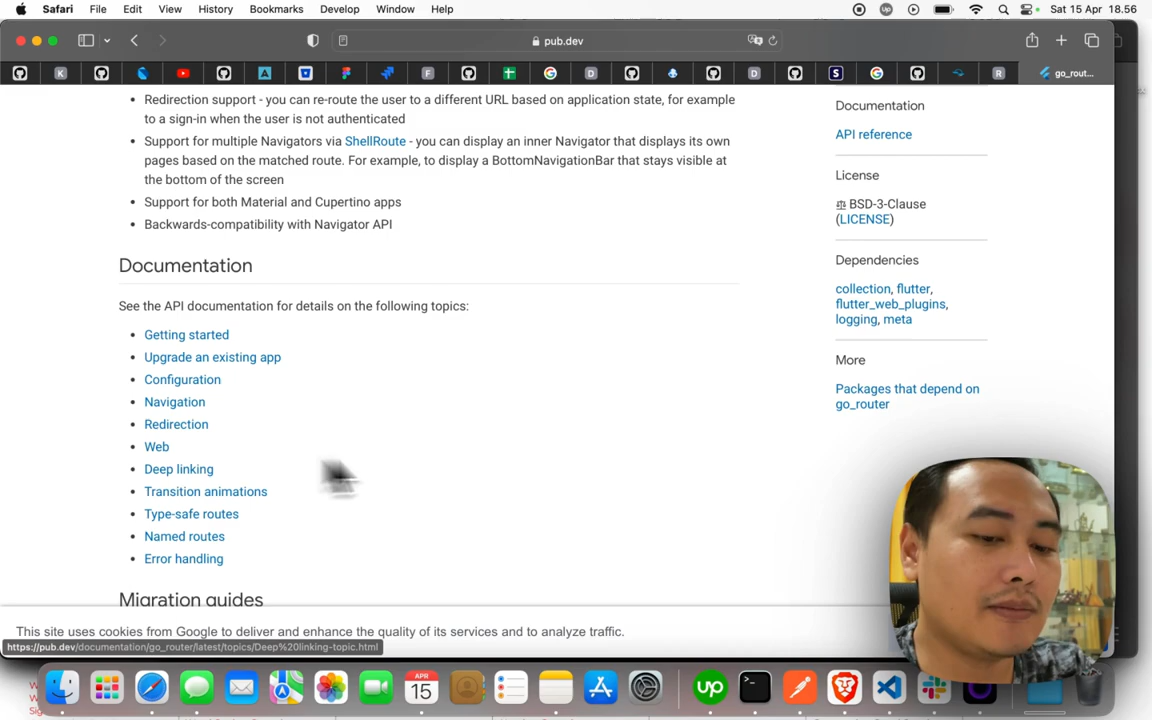 Safari File Edit View History Bookmarks Develop Window Help Sat 15 Apr 18.56
pub.dev
go_rout...
Redirection support - you can re-route the user to a different URL based on application state, for example
to a sign-in when the user is not authenticated
Support for multiple Navigators via ShellRoute - you can display an inner Navigator that displays its own
pages based on the matched route. For example, to display a BottomNavigationBar that stays visible at
the bottom of the screen
Support for both Material and Cupertino apps
Backwards-compatibility with Navigator API
Documentation
See the API documentation for details on the following topics:
Getting started
Upgrade an existing app
Configuration
Navigation
Redirection
Web
Deep linking
Transition animations
Type-safe routes
Named routes
Error handling
Migration guides
Documentation
API reference
License
BSD-3-Clause
(LICENSE)
Dependencies
collection, flutter,
flutter_web_plugins,
logging, meta
More
Packages that depend on
go_router
This site uses cookies from Google to deliver and enhance the quality of its services and to analyze traffic.
https://pub.dev/documentation/go_router/latest/topics/Deep%20linking-topic.html
APR
15
up